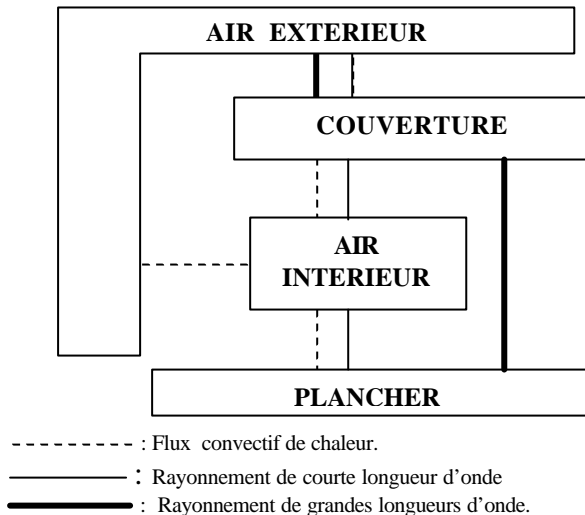 AIR EXTERIEUR
COUVERTURE
AIR
INTERIEUR
PLANCHER
: Flux convectif de chaleur.
: Rayonnement de courte longueur d'onde
: Rayonnement de grandes longueurs d'onde.